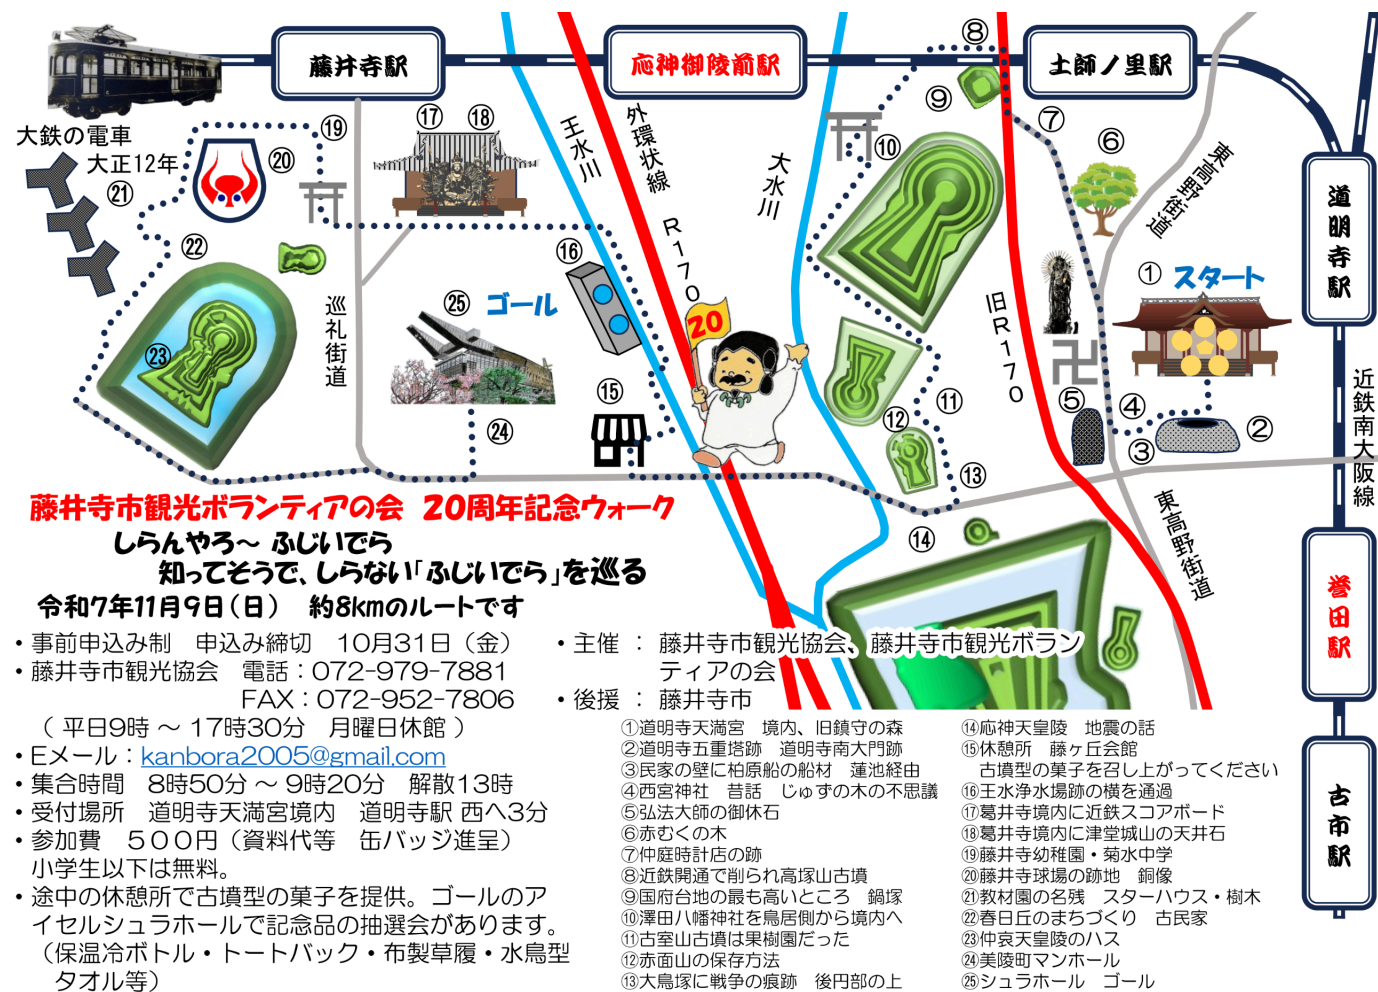 藤井寺駅
応神御陵前駅
土師ノ里駅
道明寺駅
誉田駅
古市駅
近鉄南大阪線
大鉄の電車
大正12年
⑲
⑳
㉑
㉒
㉓
⑰
⑱
⑯
㉕ ゴール
⑮
㉔
巡礼街道
王水川
外環状線
R170
大水川
20
⑧
⑨
⑩
⑦
⑥
東高野街道
① スタート
旧R170
⑤
④
③
②
⑪
⑫
⑬
⑭
東高野街道
藤井寺市観光ボランティアの会 20周年記念ウォーク
しらんやろ～ ふじいでら
知ってそうで、しらない「ふじいでら」を巡る
令和7年11月9日(日) 約8kmのルートです
・事前申込み制 申込み締切 10月31日(金)
・藤井寺市観光協会 電話：072-979-7881
FAX：072-952-7806
（ 平日9時 ～ 17時30分 月曜日休館 ）
・Eメール：kanbora2005@gmail.com
・集合時間 8時50分 ～ 9時20分 解散13時
・受付場所 道明寺天満宮境内 道明寺駅 西へ3分
・参加費 ５００円（資料代等 缶バッジ進呈）
小学生以下は無料。
・途中の休憩所で古墳型の菓子を提供。ゴールのア
イセルシュラホールで記念品の抽選会があります。
（保温冷ボトル・トートバック・布製草履・水鳥型
タオル等）
・主催 ： 藤井寺市観光協会、藤井寺市観光ボラン
ティアの会
・後援 ： 藤井寺市
①道明寺天満宮 境内、旧鎮守の森
②道明寺五重塔跡 道明寺南大門跡
③民家の壁に柏原船の船材 蓮池経由
④西宮神社 昔話 じゅずの木の不思議
⑤弘法大師の御休石
⑥赤むくの木
⑦仲庭時計店の跡
⑧近鉄開通で削られ高塚山古墳
⑨国府台地の最も高いところ 鍋塚
⑩澤田八幡神社を鳥居側から境内へ
⑪古室山古墳は果樹園だった
⑫赤面山の保存方法
⑬大鳥塚に戦争の痕跡 後円部の上
⑭応神天皇陵 地震の話
⑮休憩所 藤ヶ丘会館
古墳型の菓子を召し上がってください
⑯王水浄水場跡の横を通過
⑰葛井寺境内に近鉄スコアボード
⑱葛井寺境内に津堂城山の天井石
⑲藤井寺幼稚園・菊水中学
⑳藤井寺球場の跡地 銅像
㉑教材園の名残 スターハウス・樹木
㉒春日丘のまちづくり 古民家
㉓仲哀天皇陵のハス
㉔美陵町マンホール
㉕シュラホール ゴール